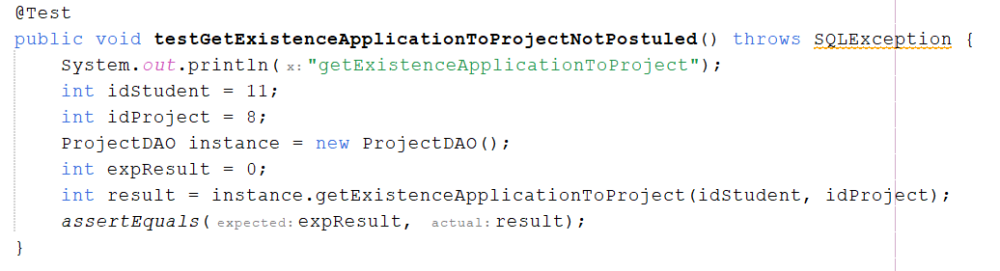 @Test
public void testGetExistenceApplicationToProjectNotPostuled() throws SQLException {
    System.out.println( x: "getExistenceApplicationToProject");
    int idStudent = 11;
    int idProject = 8;
    ProjectDAO instance = new ProjectDAO();
    int expResult = 0;
    int result = instance.getExistenceApplicationToProject(idStudent, idProject);
    assertEquals( expected: expResult, actual: result);
}